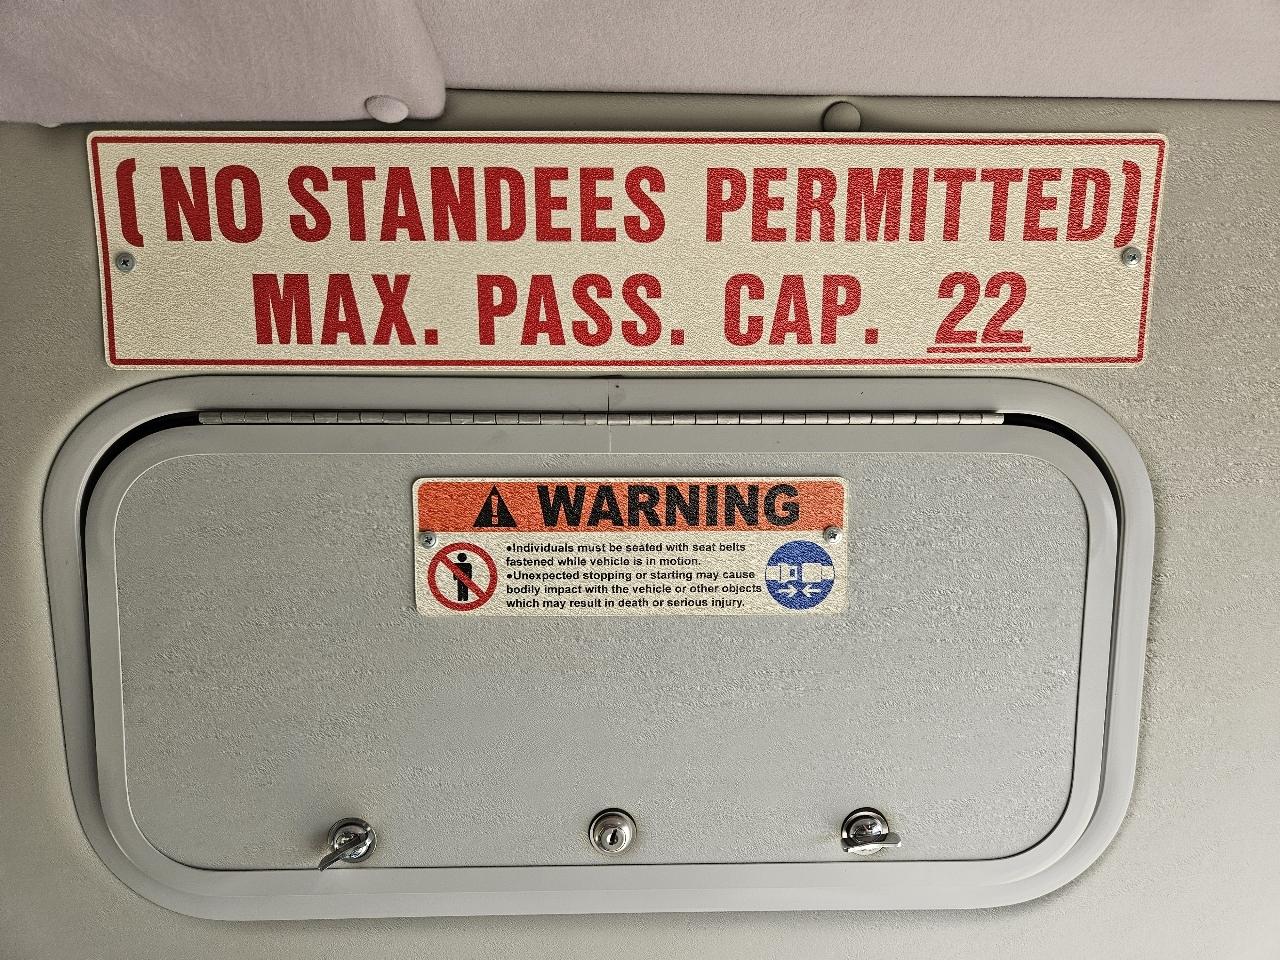 (NO STANDEES PERMITTED)
MAX. PASS. CAP. 22
WARNING
•Individuals must be seated with seat belts
fastened while vehicle is in motion.
•Unexpected stopping or starting may cause
bodily impact with the vehicle or other objects
which may result in death or serious injury.